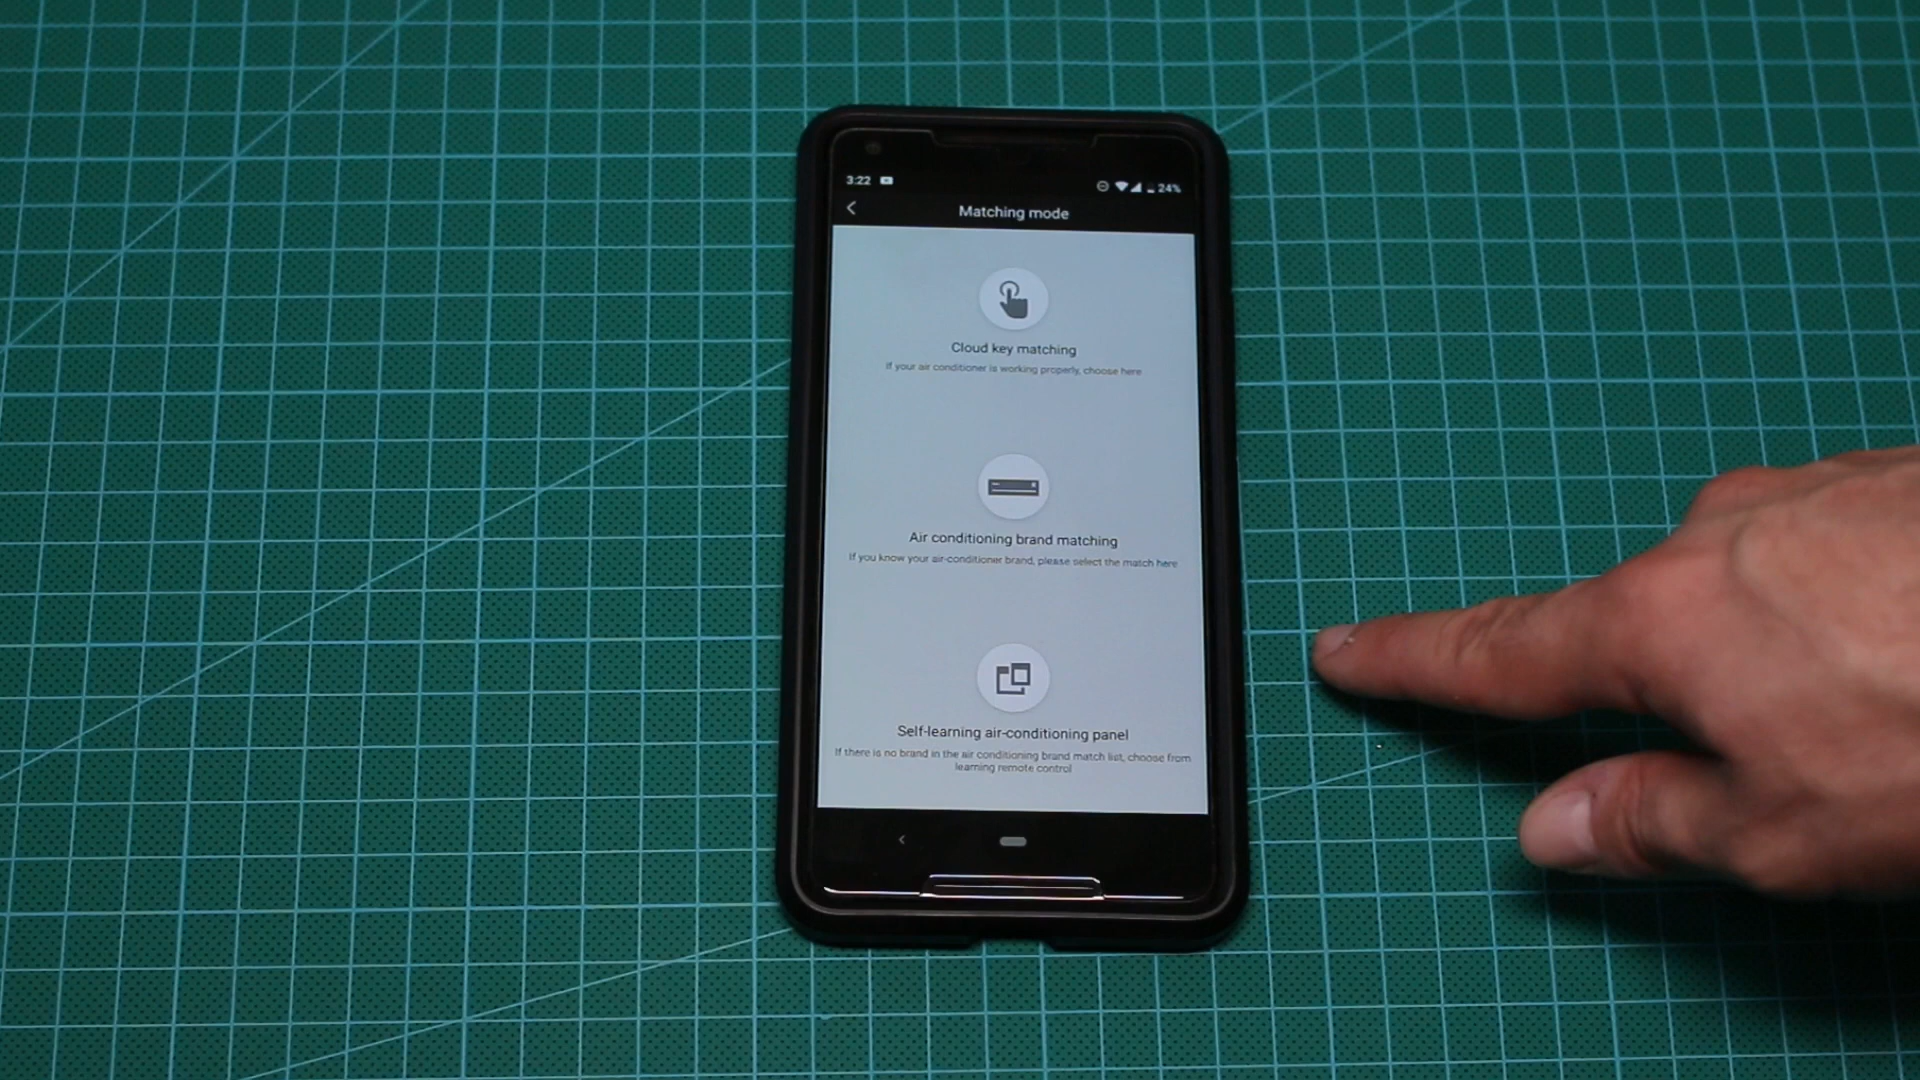 3:22
24%
Matching mode
Cloud key matching
If your air conditioner is working properly, choose here
Air conditioning brand matching
If you know your air-conditioner brand, please select the match here
Self-learning air-conditioning panel
If there is no brand in the air conditioning brand match list, choose from
learning remote control